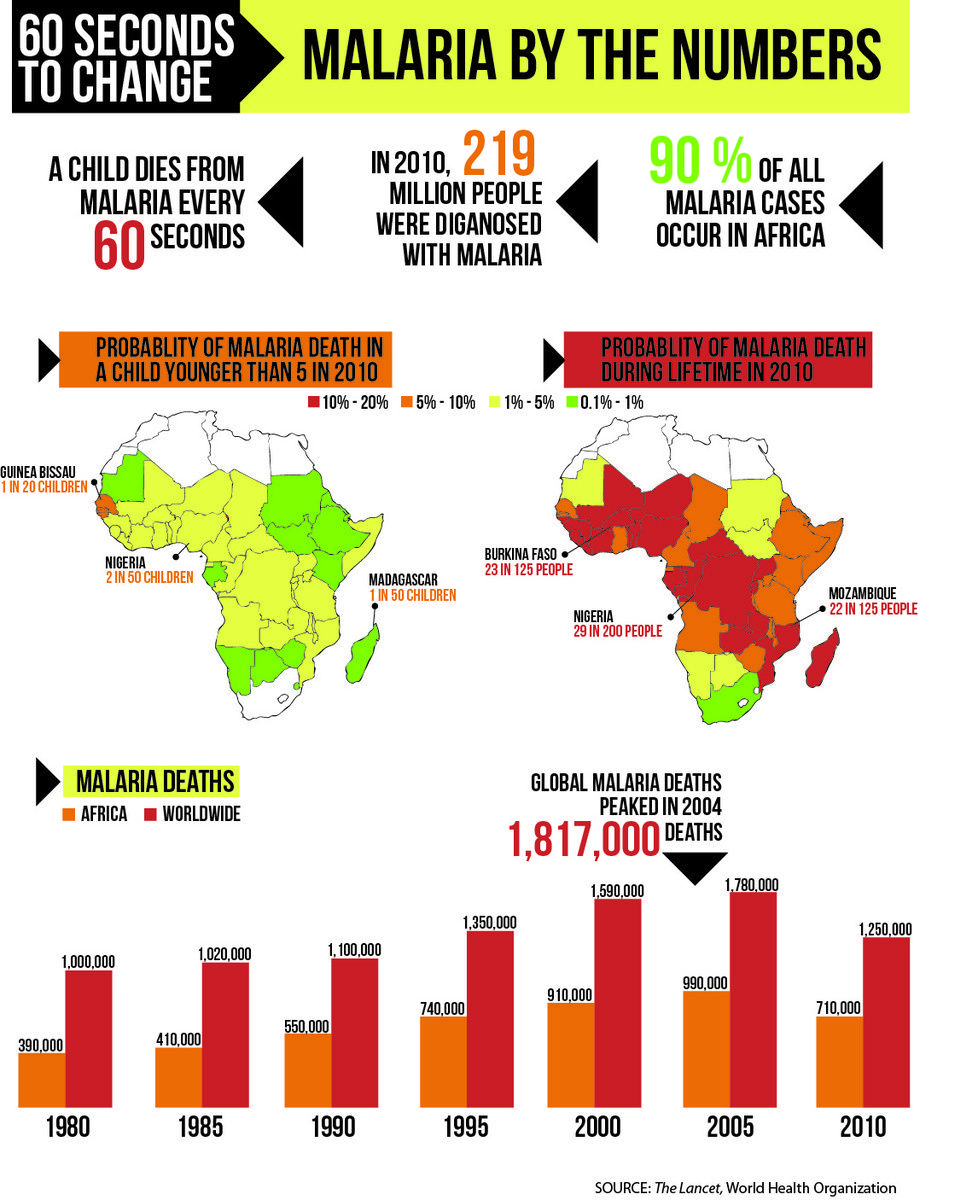 60 SECONDS
TO CHANGE
MALARIA BY THE NUMBERS
A CHILD DIES FROM
MALARIA EVERY
60 SECONDS
IN 2010, 219
MILLION PEOPLE
WERE DIGANOSED
WITH MALARIA
90 % OF ALL
MALARIA CASES
OCCUR IN AFRICA
PROBABLITY OF MALARIA DEATH IN
A CHILD YOUNGER THAN 5 IN 2010
PROBABLITY OF MALARIA DEATH
DURING LIFETIME IN 2010
10% - 20% 5% - 10% 1% - 5% 0.1% - 1%
GUINEA BISSAU
1 IN 20 CHILDREN
NIGERIA
2 IN 50 CHILDREN
MADAGASCAR
1 IN 50 CHILDREN
BURKINA FASO
23 IN 125 PEOPLE
NIGERIA
29 IN 200 PEOPLE
MOZAMBIQUE
22 IN 125 PEOPLE
MALARIA DEATHS
AFRICA WORLDWIDE
GLOBAL MALARIA DEATHS
PEAKED IN 2004
1,817,000 DEATHS
390,000
1,000,000
410,000
1,020,000
550,000
1,100,000
740,000
1,350,000
910,000
1,590,000
990,000
1,780,000
710,000
1,250,000
1980 1985 1990 1995 2000 2005 2010
SOURCE: The Lancet, World Health Organization